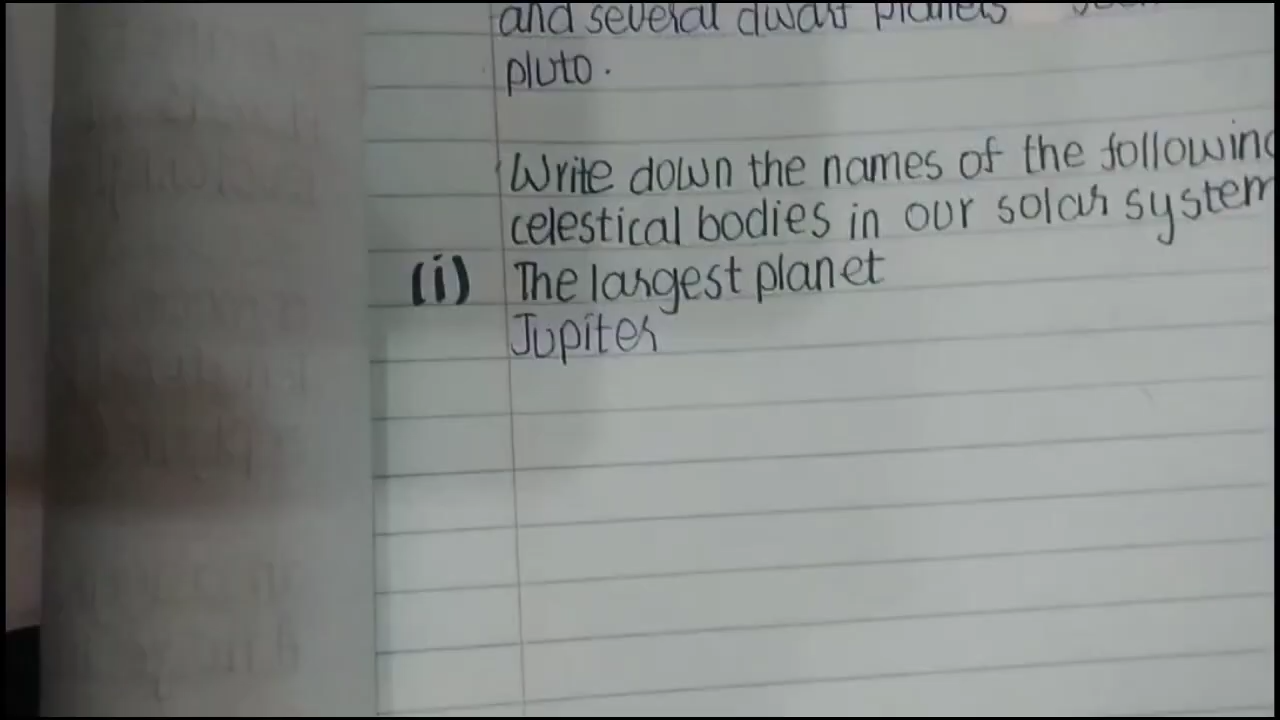 and several dwarf planets
pluto.
Write down the names of the following
celestical bodies in our solar system
(i) The largest planet
Jupiter